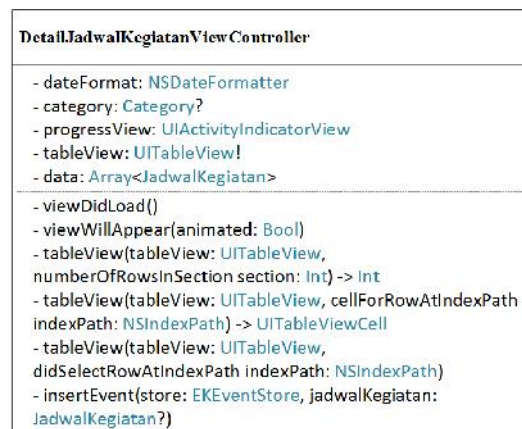 DetailJadwalKegiatanViewController
- dateFormat: NSDateFormatter
- category: Category?
- progressView: UIActivityIndicatorView
- tableView: UITableView!
- data: Array<JadwalKegiatan>
- viewDidLoad()
- viewWillAppear(animated: Bool)
- tableView(tableView: UITableView,
numberOfRowsInSection section: Int) -> Int
- tableView(tableView: UITableView, cellForRowAtIndexPath
indexPath: NSIndexPath) -> UITableViewCell
- tableView(tableView: UITableView,
didSelectRowAtIndexPath indexPath: NSIndexPath)
- insertEvent(store: EKEventStore, jadwalKegiatan:
JadwalKegiatan?)